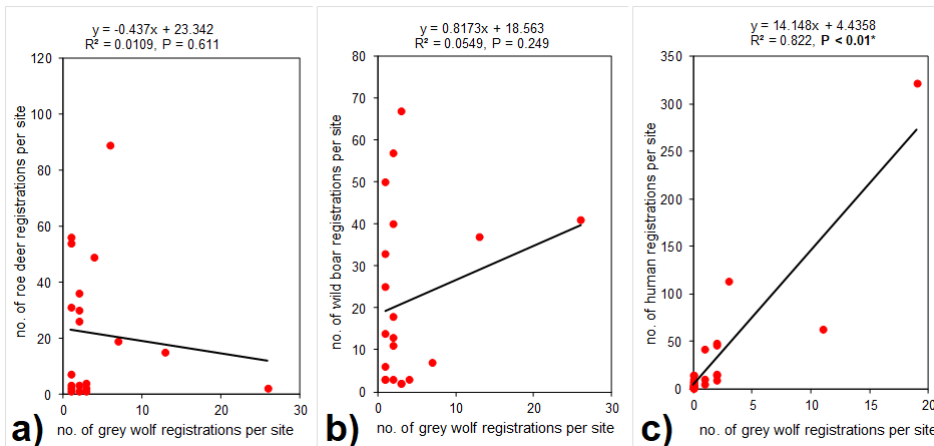 y = -0.437x + 23.342
R² = 0.0109, P = 0.611
120
100
80
60
40
20
0
no. of roe deer registrations per site
0 10 20 30
a) no. of grey wolf registrations per site
y = 0.8173x + 18.563
R² = 0.0549, P = 0.249
80
70
60
50
40
30
20
10
0
no. of wild boar registrations per site
0 10 20 30
b) no. of grey wolf registrations per site
y = 14.148x + 4.4358
R² = 0.822, P < 0.01*
350
300
250
200
150
100
50
0
no. of human registrations per site
0 5 10 15 20
c) no. of grey wolf registrations per site